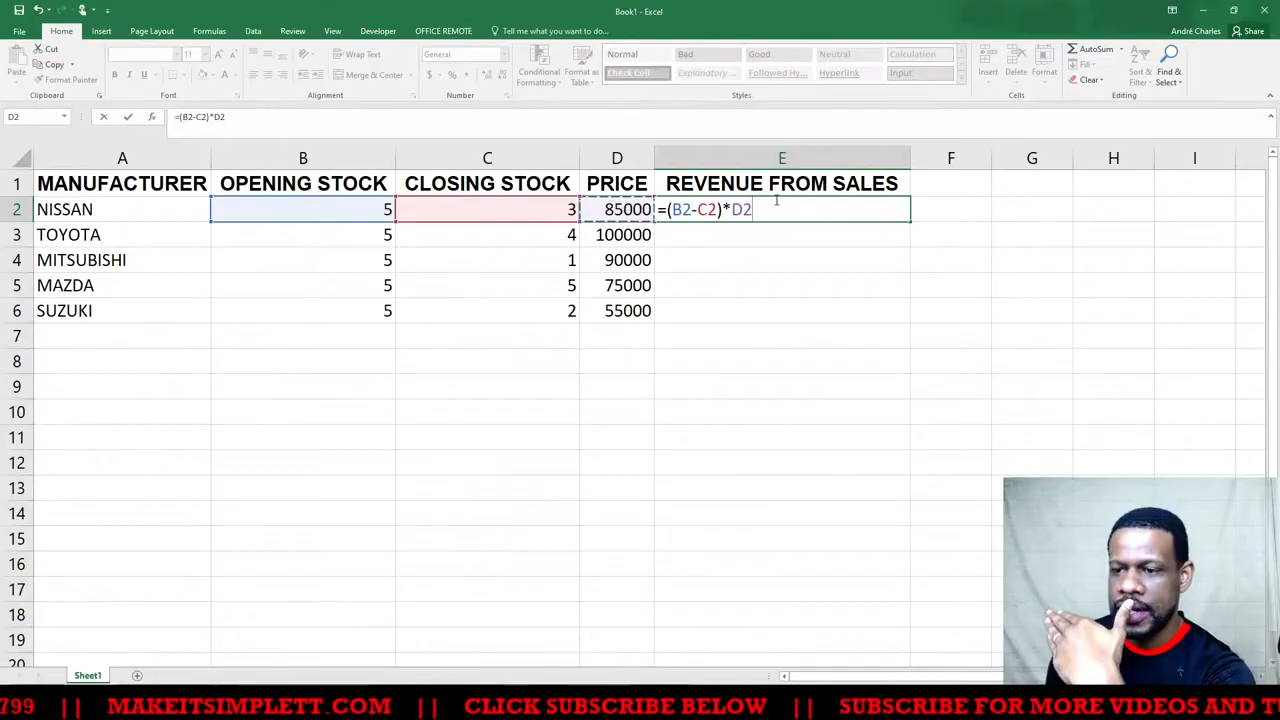 Book1 - Excel
André Charles
Share
File
Home
Insert
Page Layout
Formulas
Data
Review
View
Developer
OFFICE REMOTE
Tell me what you want to do...
Paste
Cut
Copy
Format Painter
Clipboard
11
B I U
Font
Wrap Text
Merge & Center
Alignment
General
$ % ,
Number
Conditional Formatting
Format as Table
Normal
Bad
Good
Neutral
Calculation
Check Cell
Explanatory ...
Followed Hy...
Hyperlink
Input
Styles
Insert
Delete
Format
Cells
AutoSum
Fill
Clear
Sort & Filter
Find & Select
Editing
D2
fx
=(B2-C2)*D2
A B C D E F G H I
1 MANUFACTURER OPENING STOCK CLOSING STOCK PRICE REVENUE FROM SALES
2 NISSAN 5 3 85000 =(B2-C2)*D2
3 TOYOTA 5 4 100000
4 MITSUBISHI 5 1 90000
5 MAZDA 5 5 75000
6 SUZUKI 5 2 55000
7
8
9
10
11
12
13
14
15
16
17
18
19
20
Sheet1
799 || MAKEITSIMPLETT.COM || CLICK SUBSCRIBE BELOW || SUBSCRIBE FOR MORE VIDEOS AND T